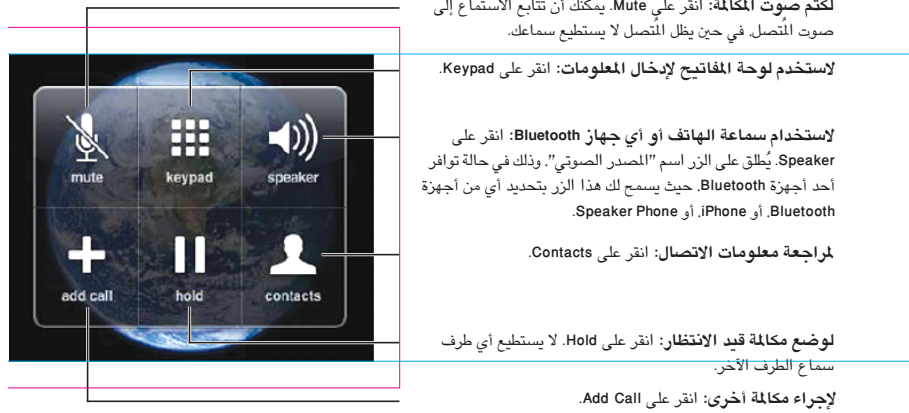 لكتم صوت المكالمة: انقر على Mute. يمكنك أن تتابع الاستماع إلى
صوت المُتصل، في حين يظل المُتصل لا يستطيع سماعك.
لاستخدم لوحة المفاتيح لإدخال المعلومات: انقر على Keypad.
لاستخدام سماعة الهاتف أو أي جهاز Bluetooth: انقر على
Speaker. يُطلق على الزر اسم "المصدر الصوتي"، وذلك في حالة توافر
أحد أجهزة Bluetooth، حيث يسمح لك هذا الزر بتحديد أي من أجهزة
Bluetooth، أو iPhone، أو Speaker Phone.
لمراجعة معلومات الاتصال: انقر على Contacts.
لوضع مكالمة قيد الانتظار: انقر على Hold. لا يستطيع أي طرف
سماع الطرف الآخر.
لإجراء مكالمة أخرى: انقر على Add Call.
mute keypad speaker
add call hold contacts